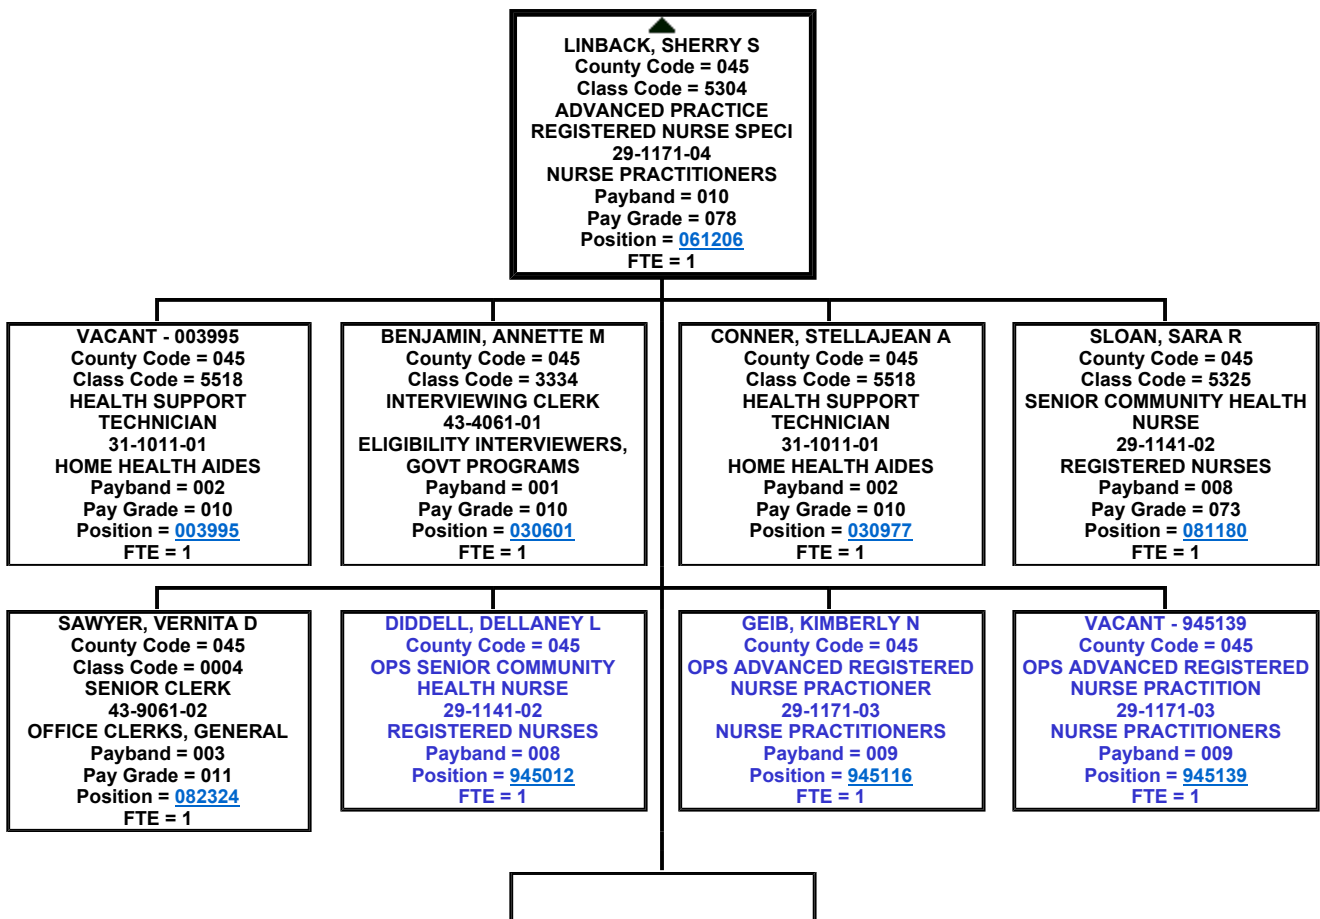 LINBACK, SHERRY S
County Code = 045
Class Code = 5304
ADVANCED PRACTICE
REGISTERED NURSE SPECI
29-1171-04
NURSE PRACTITIONERS
Payband = 010
Pay Grade = 078
Position = 061206
FTE = 1
VACANT - 003995
County Code = 045
Class Code = 5518
HEALTH SUPPORT
TECHNICIAN
31-1011-01
HOME HEALTH AIDES
Payband = 002
Pay Grade = 010
Position = 003995
FTE = 1
BENJAMIN, ANNETTE M
County Code = 045
Class Code = 3334
INTERVIEWING CLERK
43-4061-01
ELIGIBILITY INTERVIEWERS,
GOVT PROGRAMS
Payband = 001
Pay Grade = 010
Position = 030601
FTE = 1
CONNER, STELLAJEAN A
County Code = 045
Class Code = 5518
HEALTH SUPPORT
TECHNICIAN
31-1011-01
HOME HEALTH AIDES
Payband = 002
Pay Grade = 010
Position = 030977
FTE = 1
SLOAN, SARA R
County Code = 045
Class Code = 5325
SENIOR COMMUNITY HEALTH
NURSE
29-1141-02
REGISTERED NURSES
Payband = 008
Pay Grade = 073
Position = 081180
FTE = 1
SAWYER, VERNITA D
County Code = 045
Class Code = 0004
SENIOR CLERK
43-9061-02
OFFICE CLERKS, GENERAL
Payband = 003
Pay Grade = 011
Position = 082324
FTE = 1
DIDDELL, DELLANEY L
County Code = 045
OPS SENIOR COMMUNITY
HEALTH NURSE
29-1141-02
REGISTERED NURSES
Payband = 008
Position = 945012
FTE = 1
GEIB, KIMBERLY N
County Code = 045
OPS ADVANCED REGISTERED
NURSE PRACTIONER
29-1171-03
NURSE PRACTITIONERS
Payband = 009
Position = 945116
FTE = 1
VACANT - 945139
County Code = 045
OPS ADVANCED REGISTERED
NURSE PRACTITION
29-1171-03
NURSE PRACTITIONERS
Payband = 009
Position = 945139
FTE = 1